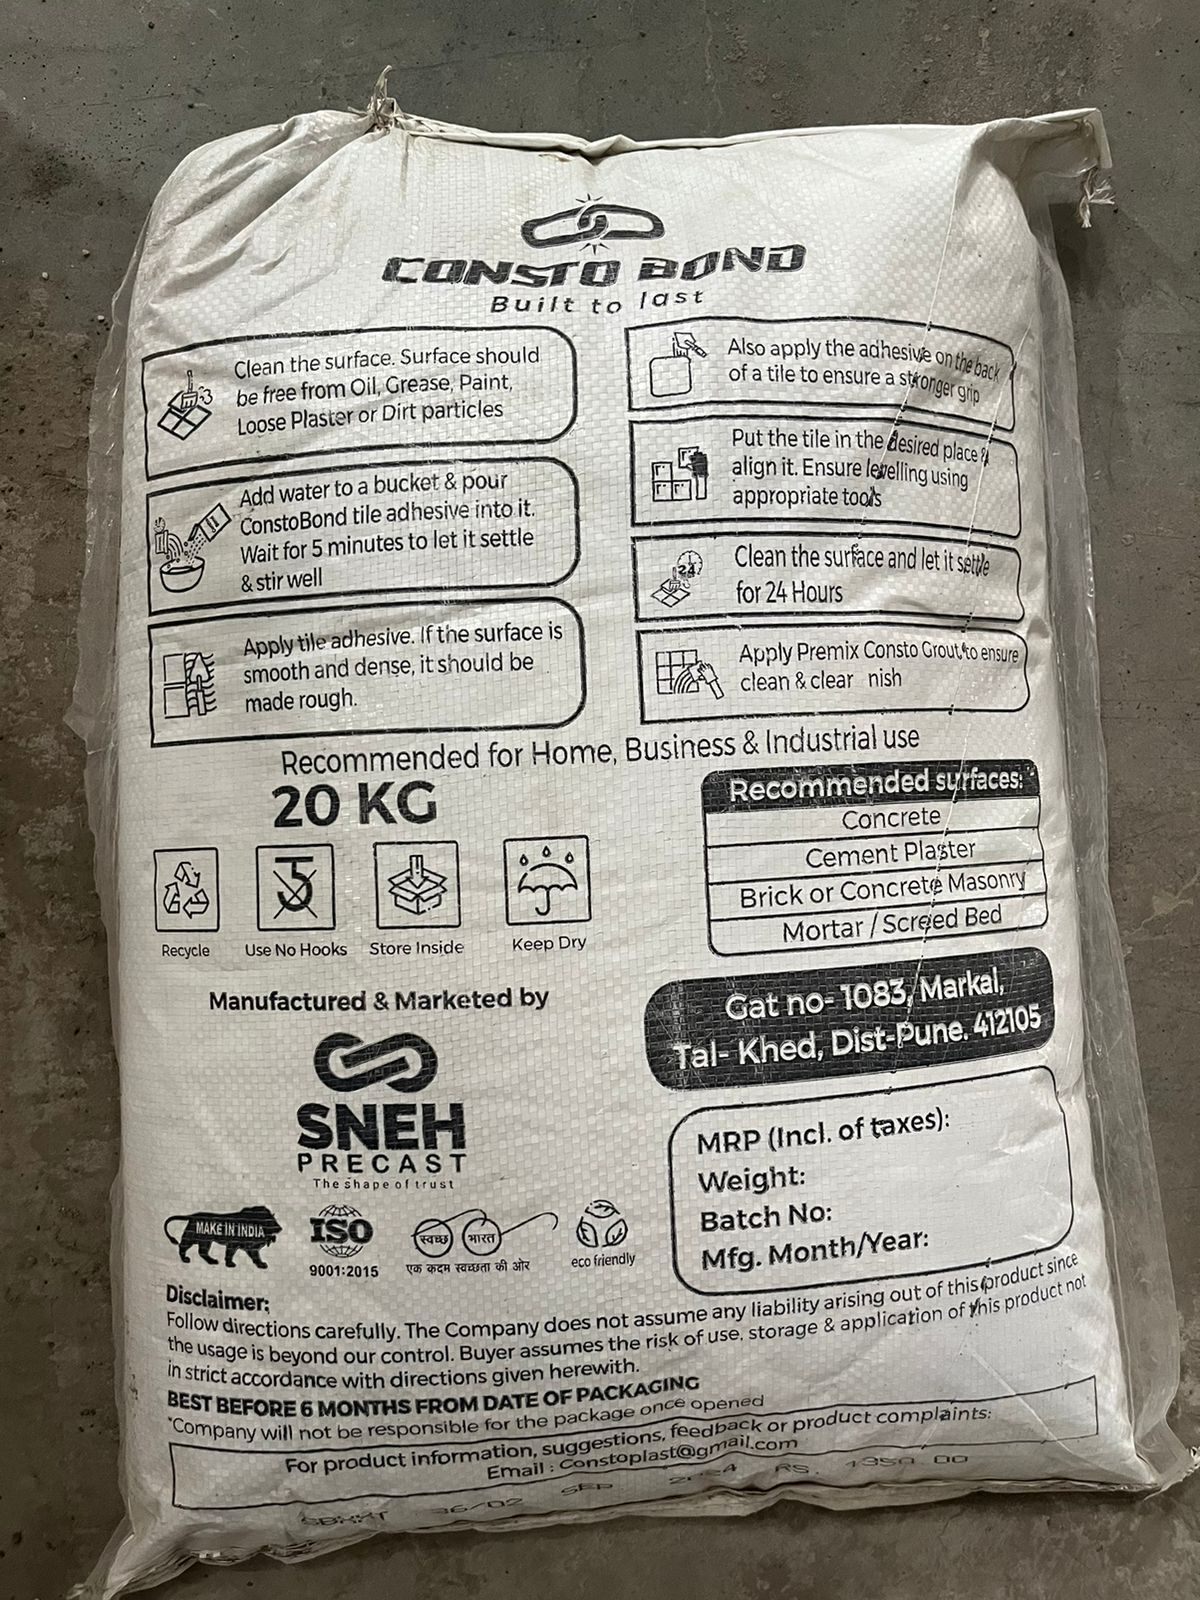 CONSTO BOND
Built to last
Clean the surface. Surface should
be free from Oil, Grease, Paint,
Loose Plaster or Dirt particles
Add water to a bucket & pour
ConstoBond tile adhesive into it.
Wait for 5 minutes to let it settle
& stir well
Apply tile adhesive. If the surface is
smooth and dense, it should be
made rough.
Also apply the adhesive on the back
of a tile to ensure a stronger grip
Put the tile in the desired place &
align it. Ensure levelling using
appropriate tools
24
Clean the surface and let it settle
for 24 Hours
Apply Premix Consto Grout to ensure
clean & clear nish
Recommended for Home, Business & Industrial use
20 KG
Recycle
Use No Hooks
Store Inside
Keep Dry
Recommended surfaces:
Concrete
Cement Plaster
Brick or Concrete Masonry
Mortar / Screed Bed
Manufactured & Marketed by
SNEH
PRECAST
The shape of trust
Gat no- 1083, Markal,
Tal- Khed, Dist-Pune. 412105
MRP (Incl. of taxes):
Weight:
Batch No:
Mfg. Month/Year:
MAKE IN INDIA
ISO
9001:2015
स्वच्छ भारत
एक कदम स्वच्छता की ओर
eco friendly
Disclaimer:
Follow directions carefully. The Company does not assume any liability arising out of this product since
the usage is beyond our control. Buyer assumes the risk of use, storage & application of this product not
in strict accordance with directions given herewith.
BEST BEFORE 6 MONTHS FROM DATE OF PACKAGING
*Company will not be responsible for the package once opened
For product information, suggestions, feedback or product complaints:
Email : Constoplast@gmail.com
36/02 SEP 2024 RS. 1350.00